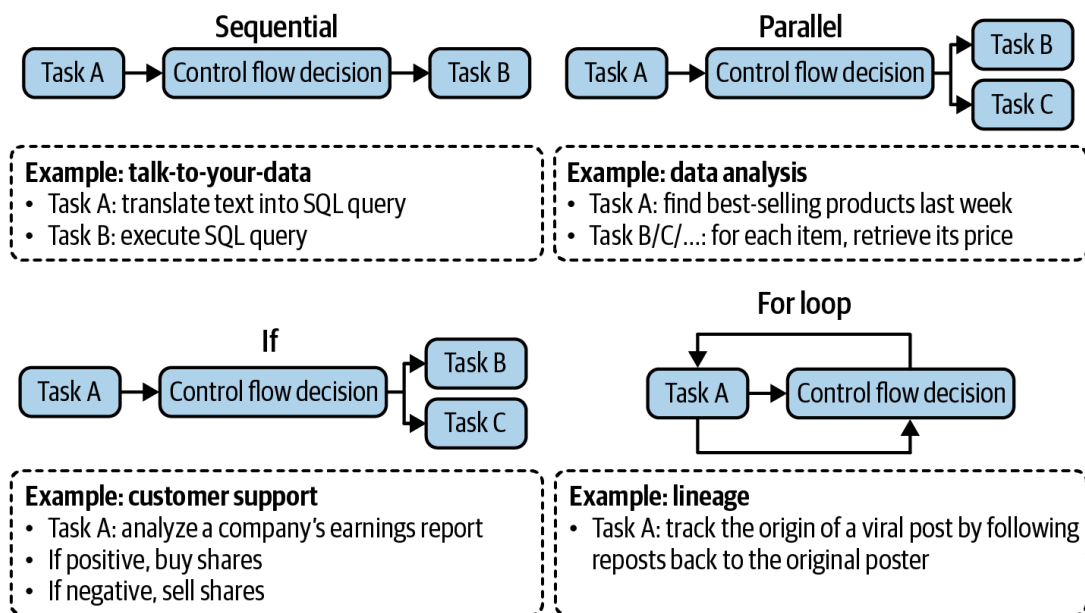 Sequential
Task A
Control flow decision
Task B
Example: talk-to-your-data
• Task A: translate text into SQL query
• Task B: execute SQL query
Parallel
Task A
Control flow decision
Task B
Task C
Example: data analysis
• Task A: find best-selling products last week
• Task B/C/...: for each item, retrieve its price
If
Task A
Control flow decision
Task B
Task C
Example: customer support
• Task A: analyze a company’s earnings report
• If positive, buy shares
• If negative, sell shares
For loop
Task A
Control flow decision
Example: lineage
• Task A: track the origin of a viral post by following
reposts back to the original poster